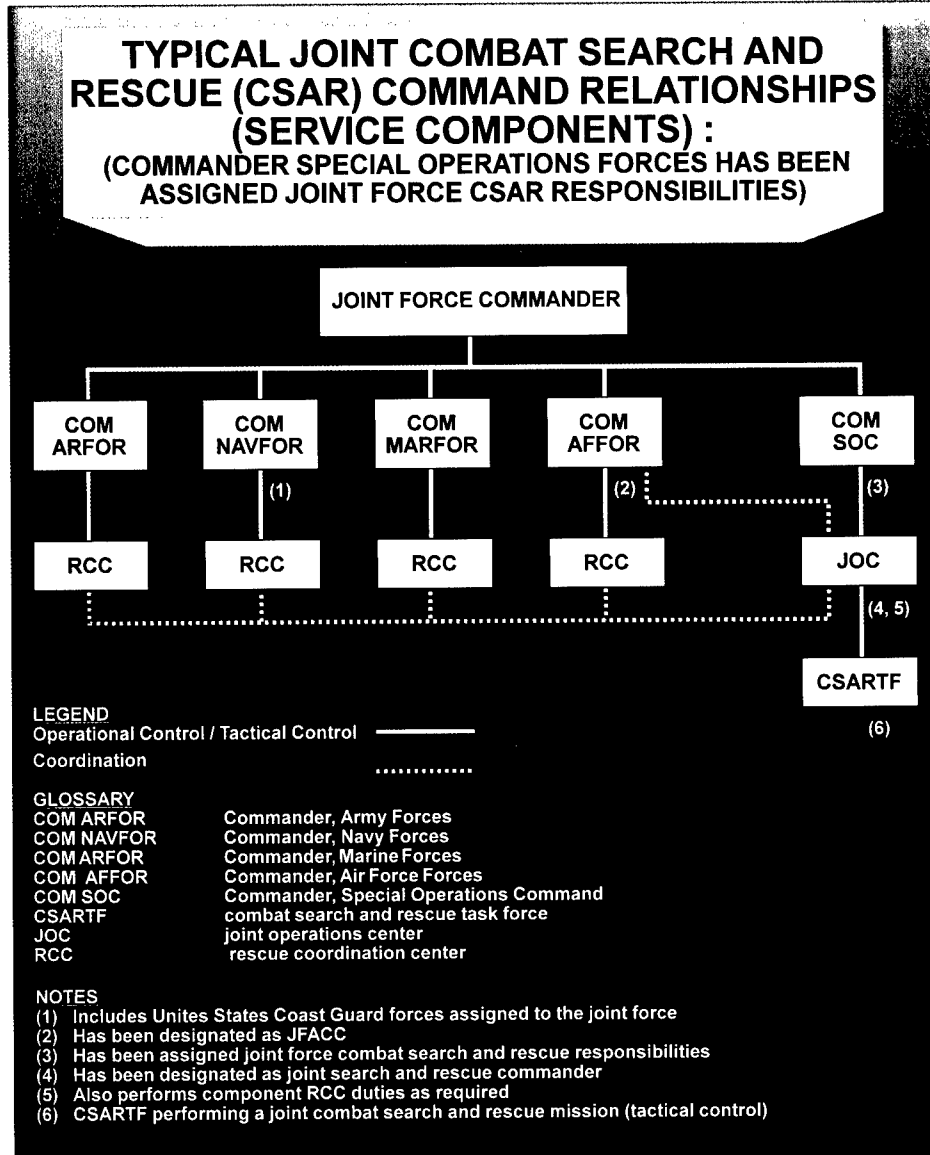 TYPICAL JOINT COMBAT SEARCH AND
RESCUE (CSAR) COMMAND RELATIONSHIPS
(SERVICE COMPONENTS) :
(COMMANDER SPECIAL OPERATIONS FORCES HAS BEEN
ASSIGNED JOINT FORCE CSAR RESPONSIBILITIES)
JOINT FORCE COMMANDER
COM
ARFOR
COM
NAVFOR
COM
MARFOR
COM
AFFOR
COM
SOC
(1)
(2)
(3)
RCC
RCC
RCC
RCC
JOC
(4, 5)
CSARTF
(6)
LEGEND
Operational Control / Tactical Control
Coordination
GLOSSARY
COM ARFOR Commander, Army Forces
COM NAVFOR Commander, Navy Forces
COM ARFOR Commander, Marine Forces
COM AFFOR Commander, Air Force Forces
COM SOC Commander, Special Operations Command
CSARTF combat search and rescue task force
JOC joint operations center
RCC rescue coordination center
NOTES
(1) Includes Unites States Coast Guard forces assigned to the joint force
(2) Has been designated as JFACC
(3) Has been assigned joint force combat search and rescue responsibilities
(4) Has been designated as joint search and rescue commander
(5) Also performs component RCC duties as required
(6) CSARTF performing a joint combat search and rescue mission (tactical control)